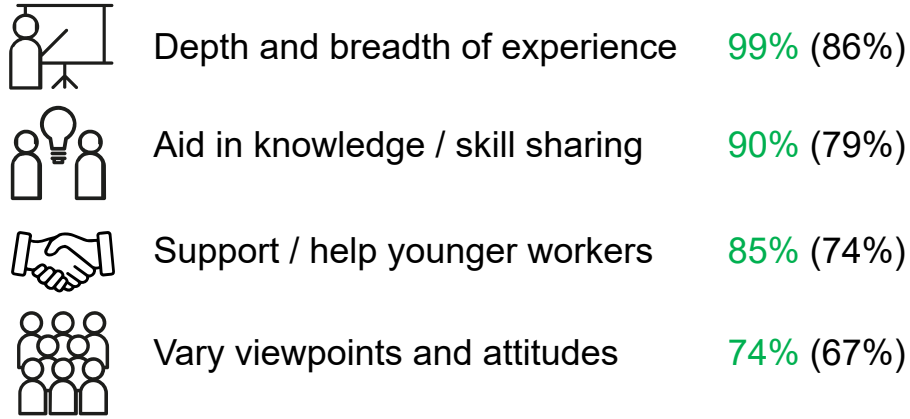 Depth and breadth of experience 99% (86%)
Aid in knowledge / skill sharing 90% (79%)
Support / help younger workers 85% (74%)
Vary viewpoints and attitudes 74% (67%)